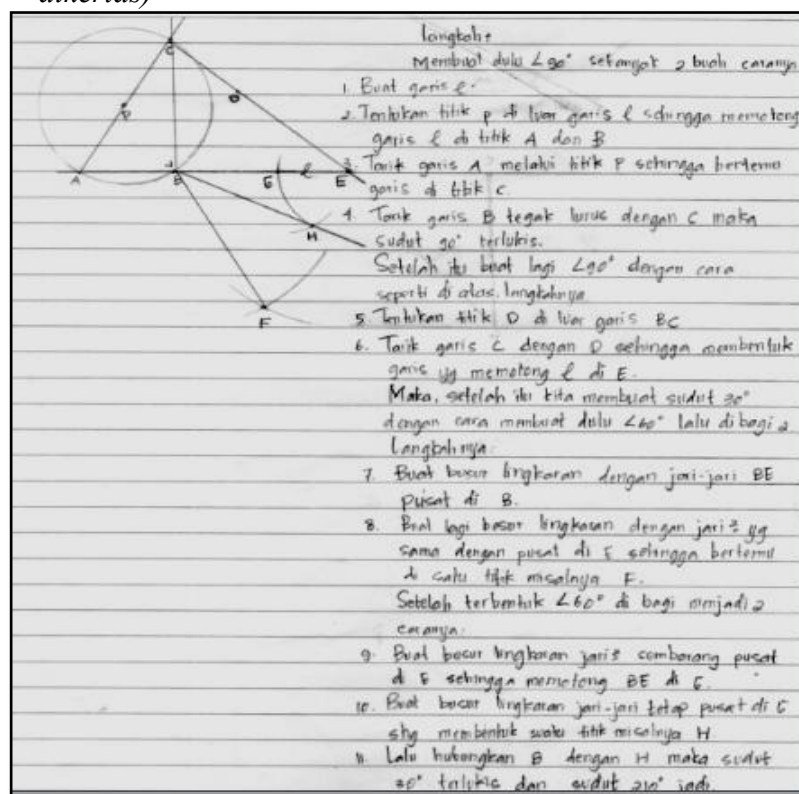 dikertas)
Langkah:
Membuat dulu ∠90° sebanyak 2 buah caranya
1. Buat garis l.
2. Tentukan titik p di luar garis l sehingga memotong
garis l di titik A dan B
3. Tarik garis A melalui titik P sehingga bertemu
garis di titik C.
4. Tarik garis B tegak lurus dengan C maka
sudut 90° terlukis.
Setelah itu buat lagi ∠90° dengan cara
seperti di atas. langkahnya
5. Tentukan titik D di luar garis BC
6. Tarik garis C dengan D sehingga membentuk
garis yg memotong l di E.
Maka, setelah itu kita membuat sudut 30°
dengan cara membuat dulu ∠60° lalu di bagi 2
Langkahnya:
7. Buat busur lingkaran dengan jari-jari BE
pusat di B.
8. Buat lagi busur lingkaran dengan jari² yg
sama dengan pusat di E sehingga bertemu
di satu titik misalnya F.
Setelah terbentuk ∠60° di bagi menjadi 2
caranya:
9. Buat busur lingkaran jari² sembarang pusat
di sehingga memotong BE di
10. Buat busur lingkaran jari-jari tetap pusat di
shg membentuk suatu titik misalnya H
11. Lalu hubungkan B dengan H maka sudut
30° terlukis dan sudut 210° jadi.
C
P
D
A
B
G
l
E
H
F